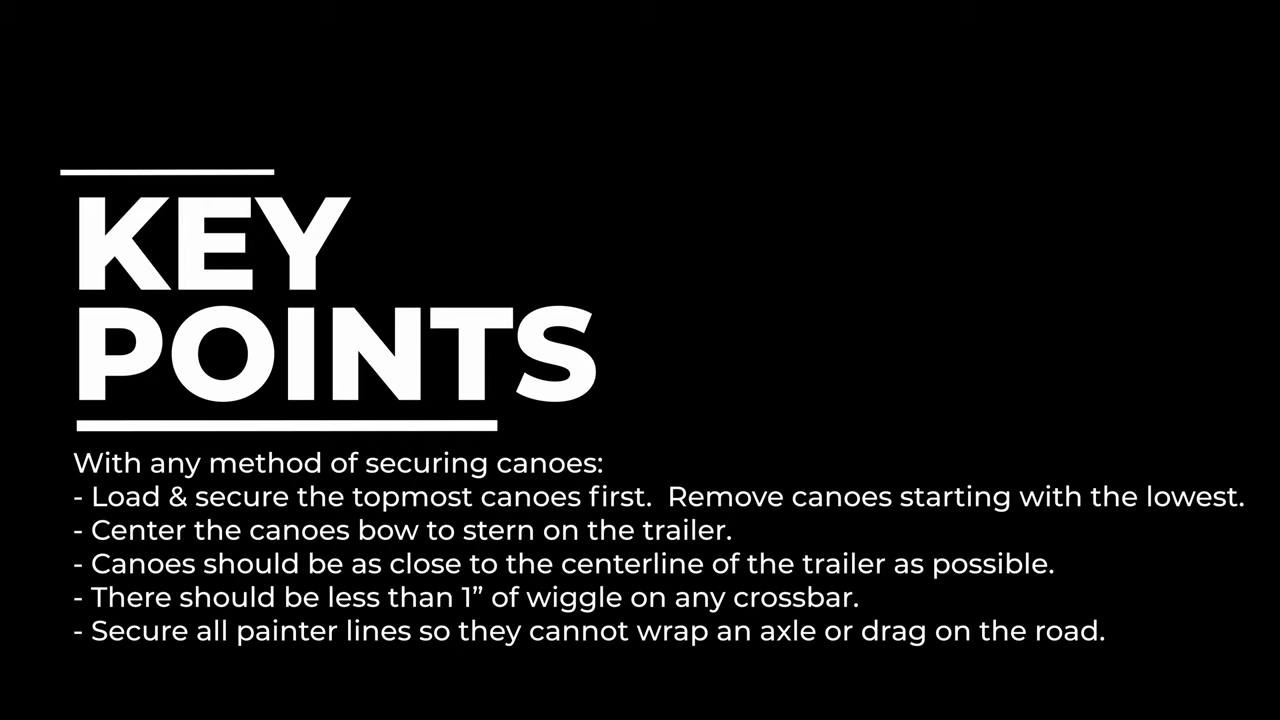 KEY
POINTS
With any method of securing canoes:
- Load & secure the topmost canoes first.  Remove canoes starting with the lowest.
- Center the canoes bow to stern on the trailer.
- Canoes should be as close to the centerline of the trailer as possible.
- There should be less than 1” of wiggle on any crossbar.
- Secure all painter lines so they cannot wrap an axle or drag on the road.